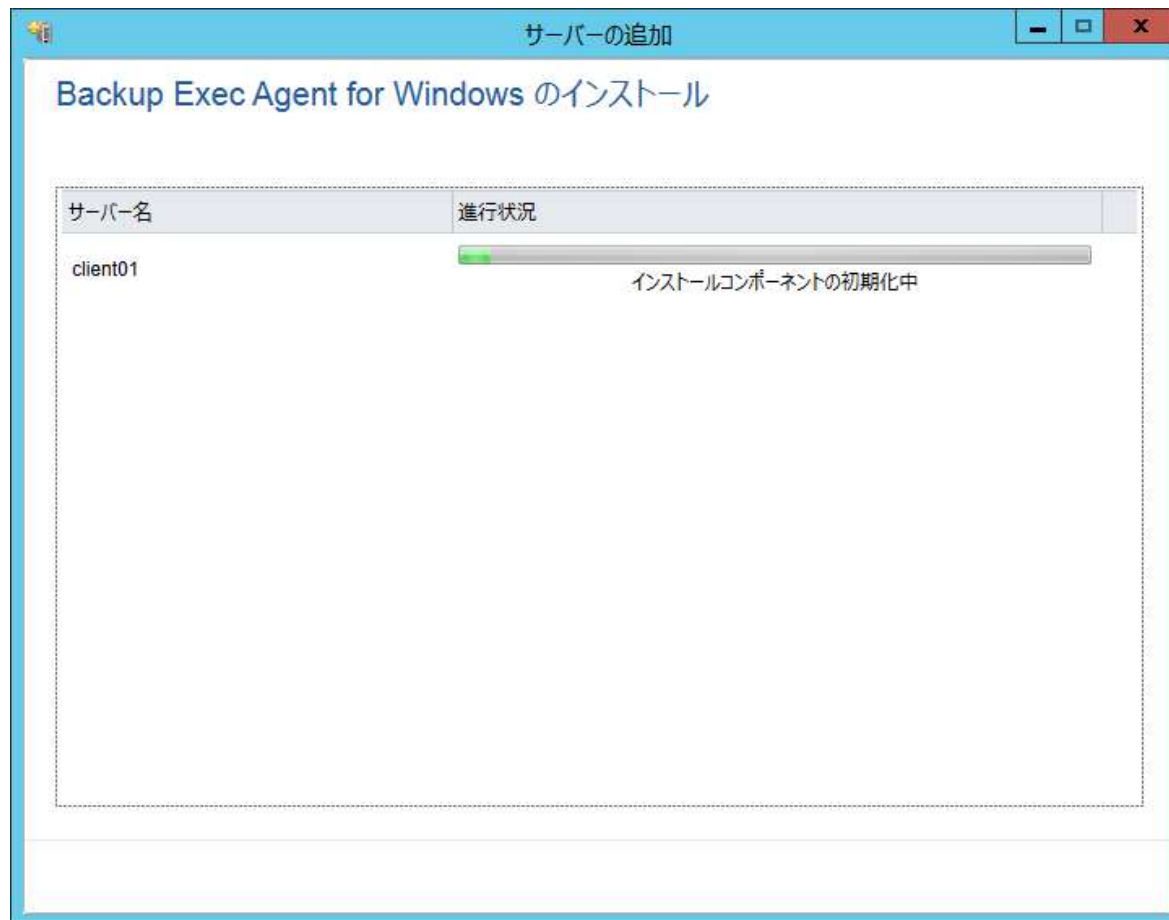 サーバーの追加
Backup Exec Agent for Windows のインストール
サーバー名 進行状況
client01
インストールコンポーネントの初期化中